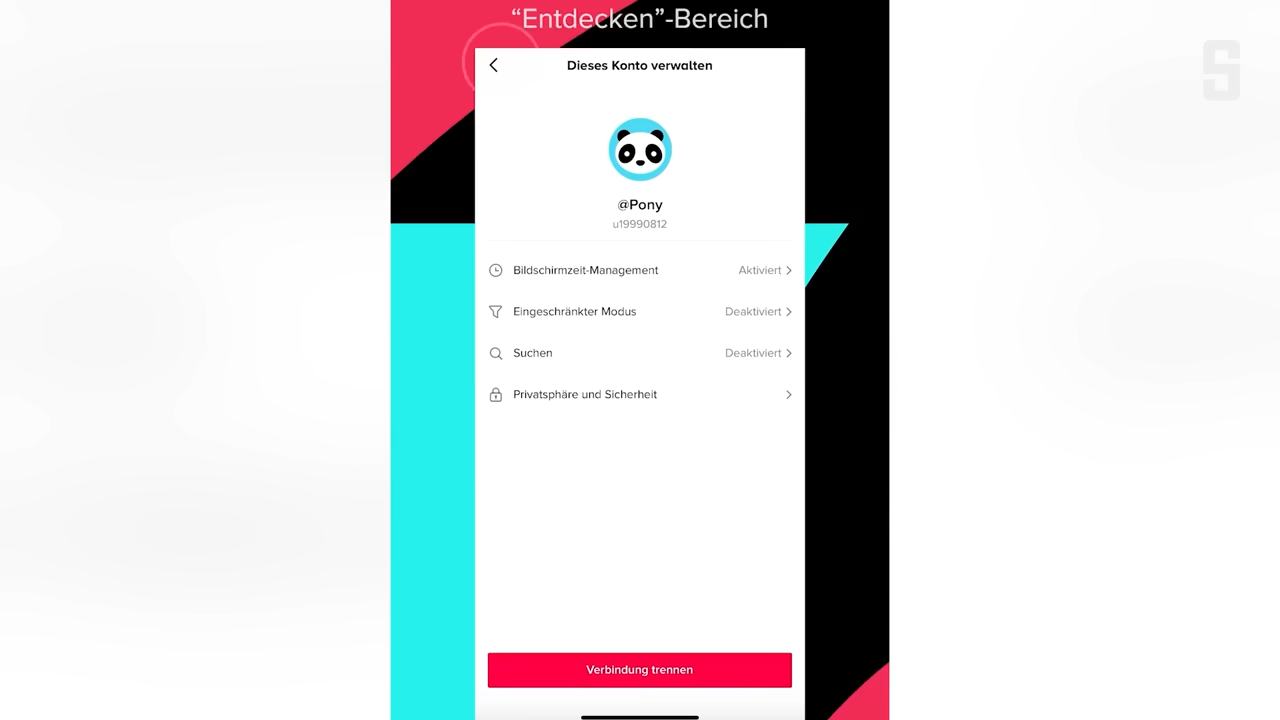 “Entdecken”-Bereich
Dieses Konto verwalten
@Pony
u19990812
Bildschirmzeit-Management Aktiviert
Eingeschränkter Modus Deaktiviert
Suchen Deaktiviert
Privatsphäre und Sicherheit
Verbindung trennen
S